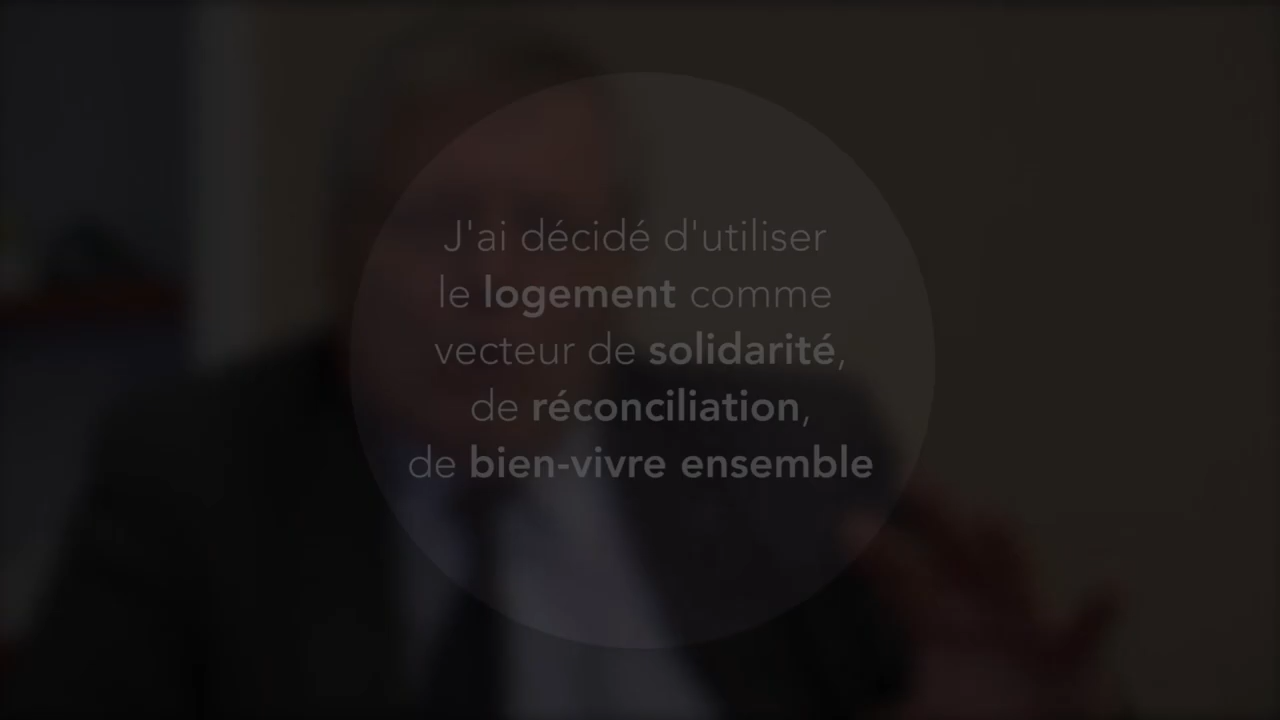 J'ai décidé d'utiliser
le logement comme
vecteur de solidarité,
de réconciliation,
de bien-vivre ensemble